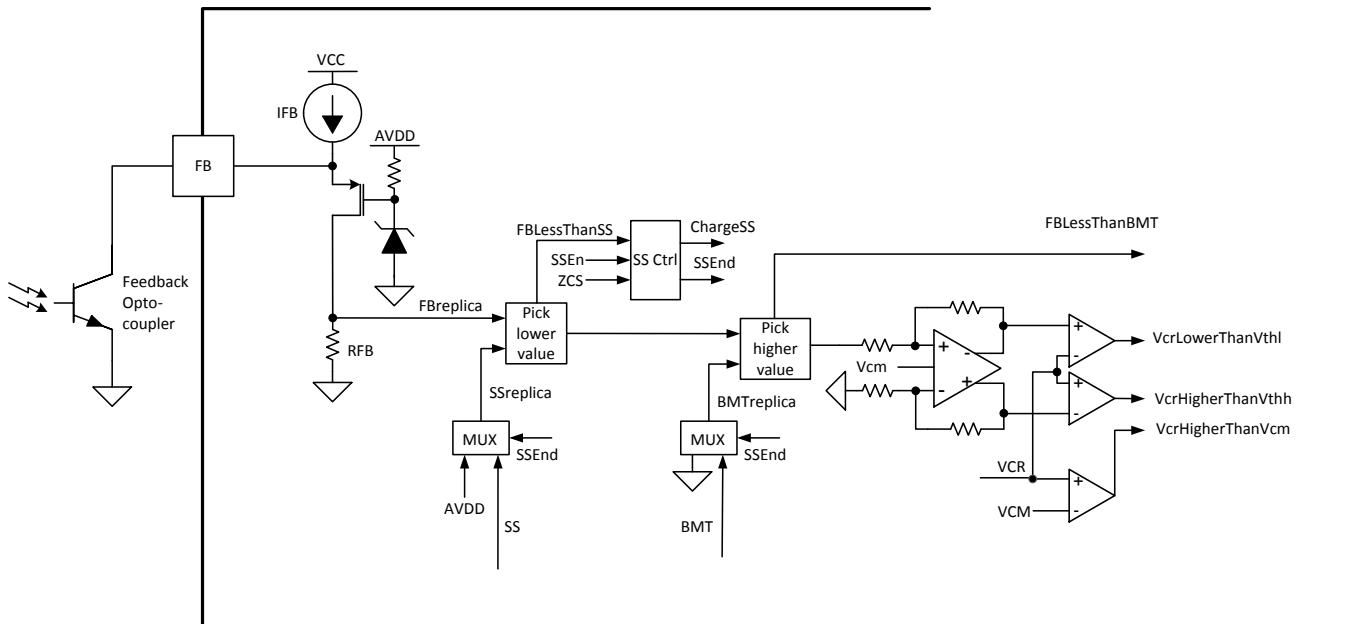 VCC
IFB
AVDD
FB
Feedback
Opto-
coupler
FBreplica
RFB
FBLessThanSS
SSEn
ZCS
SS Ctrl
ChargeSS
SSEnd
Pick
lower
value
SSreplica
MUX
SSEnd
AVDD
SS
FBLessThanBMT
Pick
higher
value
BMTreplica
MUX
SSEnd
BMT
Vcm
+
-
-
+
+
-
VcrLowerThanVthl
+
-
VcrHigherThanVthh
VcrHigherThanVcm
VCR
+
VCM
-